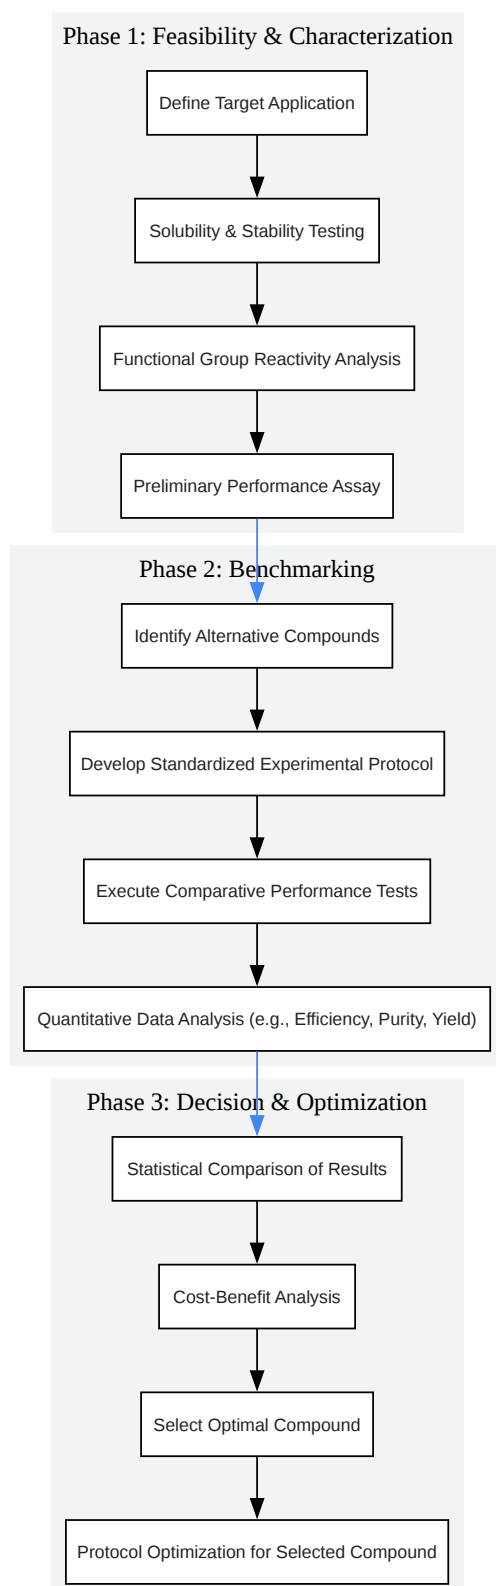 Phase 1: Feasibility & Characterization
Define Target Application
Solubility & Stability Testing
Functional Group Reactivity Analysis
Preliminary Performance Assay
Phase 2: Benchmarking
Identify Alternative Compounds
Develop Standardized Experimental Protocol
Execute Comparative Performance Tests
Quantitative Data Analysis (e.g., Efficiency, Purity, Yield)
Phase 3: Decision & Optimization
Statistical Comparison of Results
Cost-Benefit Analysis
Select Optimal Compound
Protocol Optimization for Selected Compound